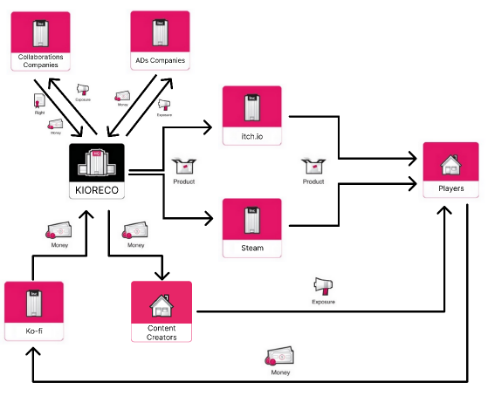 Collaborations
Companies
ADs Companies
Right
Exposure
Money
Money
Exposure
KIORECO
itch.io
Product
Product
Players
Steam
Money
Money
Ko-fi
Content
Creators
Exposure
Money